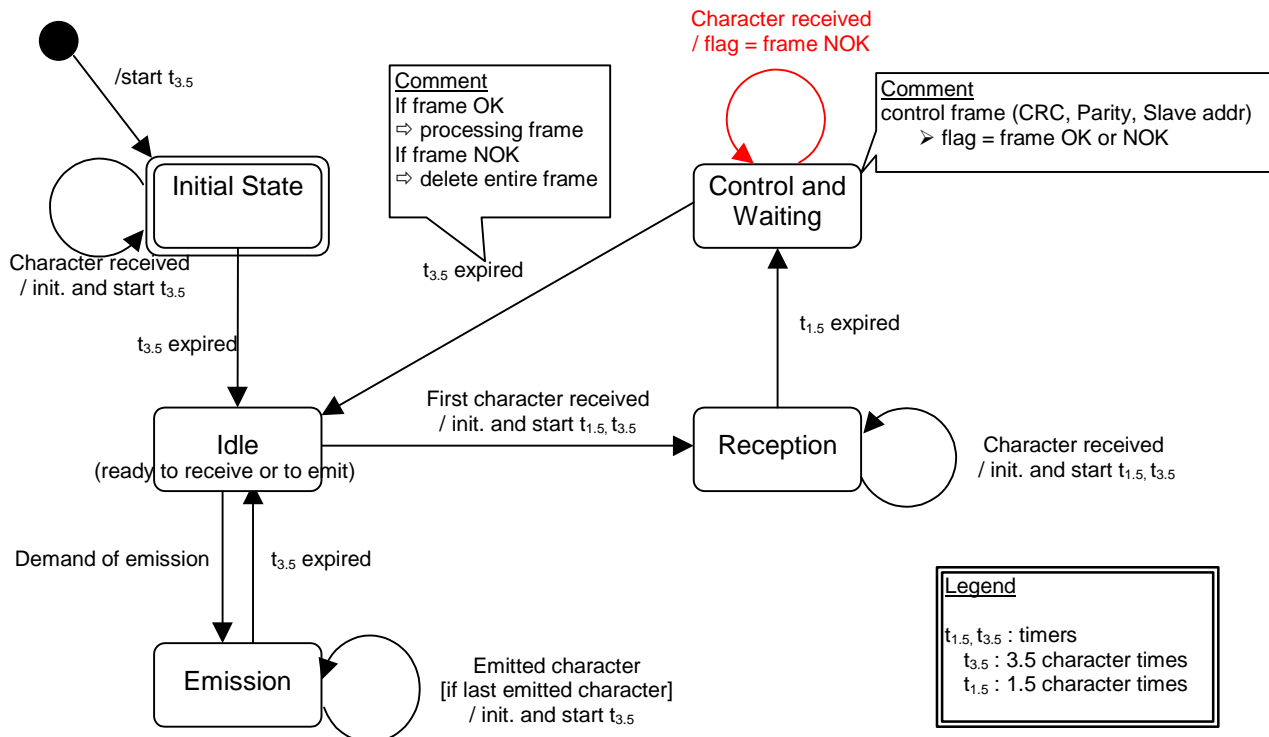 Character received
/ flag = frame NOK
/start t3.5
Comment
If frame OK
⇨ processing frame
If frame NOK
⇨ delete entire frame
Comment
control frame (CRC, Parity, Slave addr)
➢ flag = frame OK or NOK
Initial State
Control and
Waiting
Character received
/ init. and start t3.5
t3.5 expired
t3.5 expired
t1.5 expired
First character received
/ init. and start t1.5, t3.5
Idle
(ready to receive or to emit)
Reception
Character received
/ init. and start t1.5, t3.5
Demand of emission
t3.5 expired
Emission
Emitted character
[if last emitted character]
/ init. and start t3.5
Legend
t1.5, t3.5 : timers
t3.5 : 3.5 character times
t1.5 : 1.5 character times